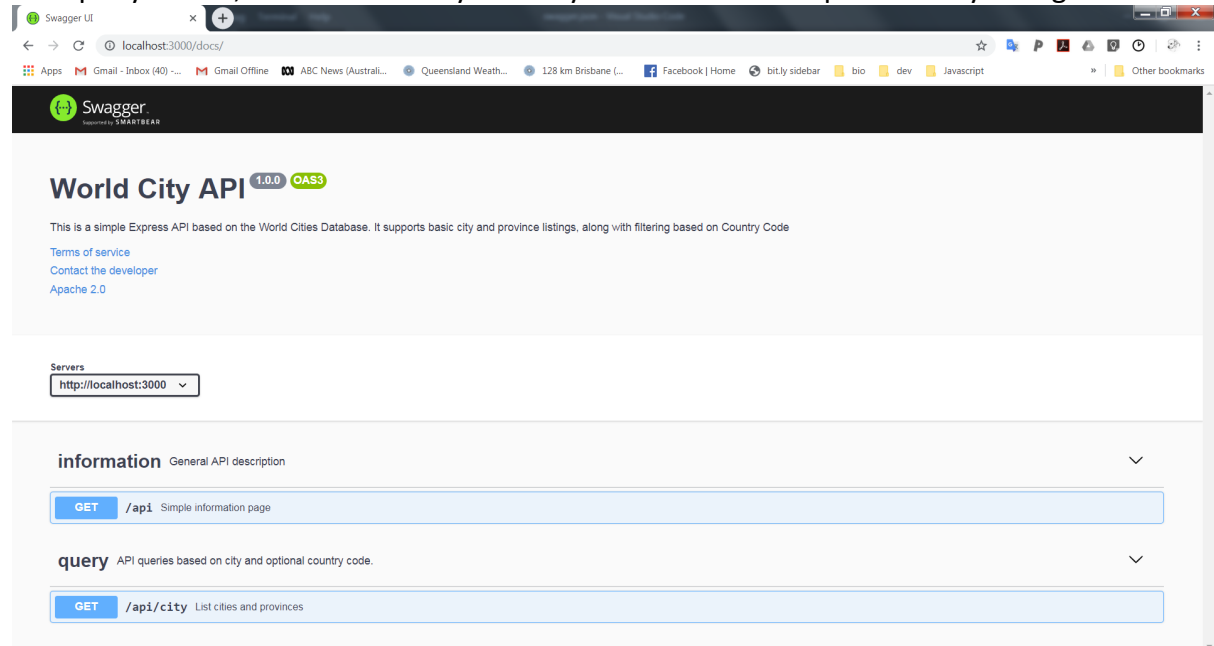 Swagger UI
localhost:3000/docs/
Apps Gmail - Inbox (40) -... Gmail Offline ABC News (Australi... Queensland Weath... 128 km Brisbane (... Facebook | Home bit.ly sidebar bio dev Javascript » Other bookmarks
Swagger.
Supported by SMARTBEAR
World City API 1.0.0 OAS3
This is a simple Express API based on the World Cities Database. It supports basic city and province listings, along with filtering based on Country Code
Terms of service
Contact the developer
Apache 2.0
Servers
http://localhost:3000
information General API description
GET /api Simple information page
query API queries based on city and optional country code.
GET /api/city List cities and provinces